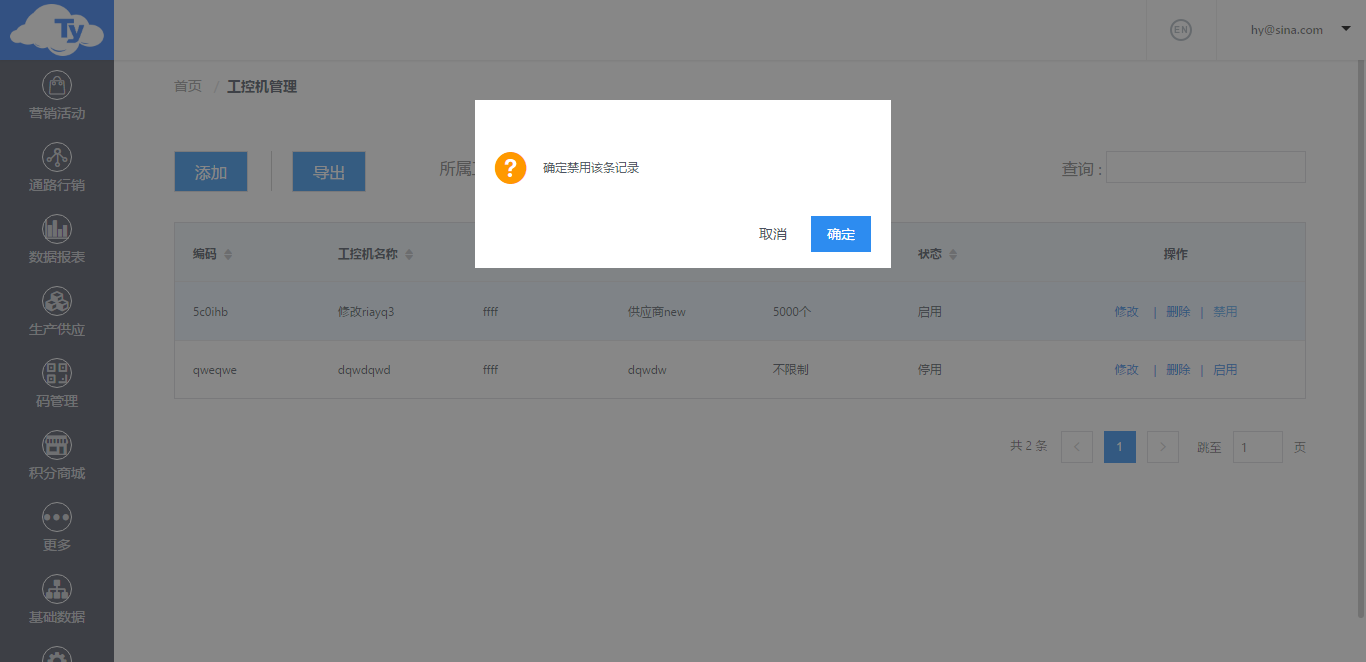 Ty
EN
hy@sina.com
营销活动
通路行销
数据报表
生产供应
码管理
积分商城
更多
基础数据
首页 / 工控机管理
添加
导出
所属
查询 :
?
确定禁用该条记录
取消
确定
编码 工控机名称 状态 操作
5c0ihb 修改riayq3 ffff 供应商new 5000个 启用 修改 | 删除 | 禁用
qweqwe dqwdqwd ffff dqwdw 不限制 停用 修改 | 删除 | 启用
共 2 条 < 1 > 跳至 1 页